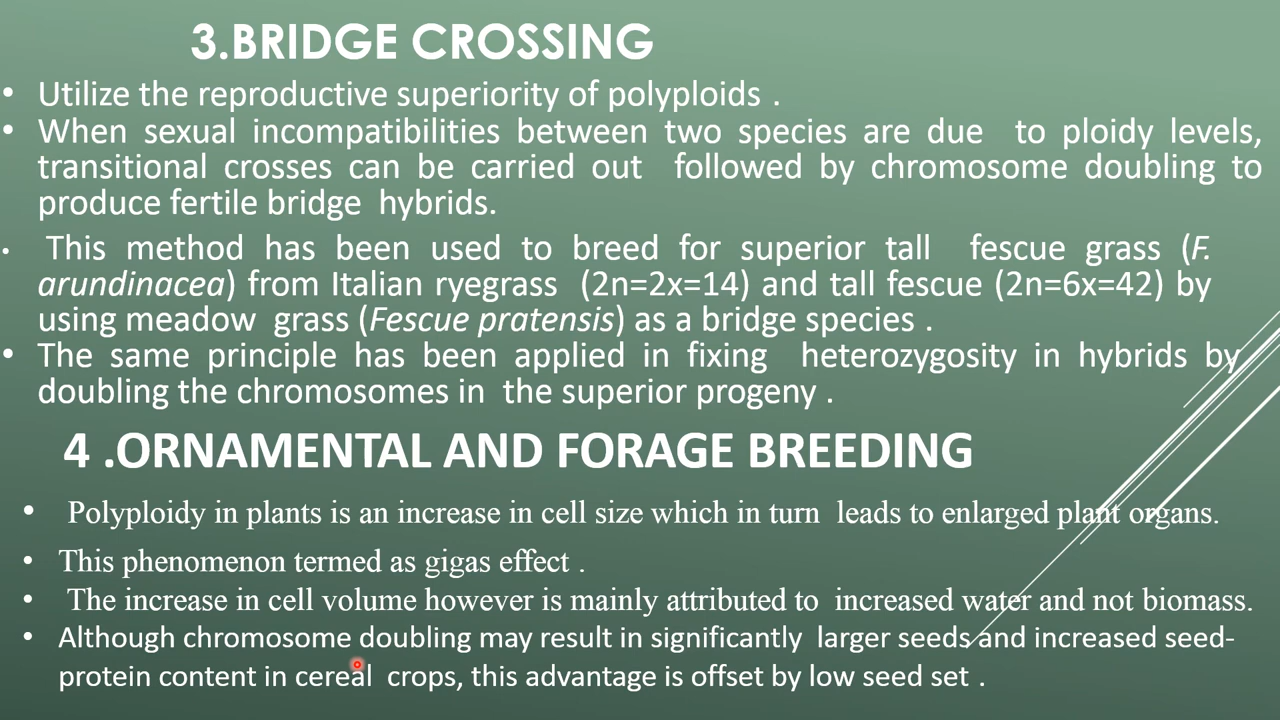 3.BRIDGE CROSSING
• Utilize the reproductive superiority of polyploids .
• When sexual incompatibilities between two species are due to ploidy levels,
transitional crosses can be carried out followed by chromosome doubling to
produce fertile bridge hybrids.
• This method has been used to breed for superior tall fescue grass (F.
arundinacea) from Italian ryegrass (2n=2x=14) and tall fescue (2n=6x=42) by
using meadow grass (Fescue pratensis) as a bridge species .
• The same principle has been applied in fixing heterozygosity in hybrids by
doubling the chromosomes in the superior progeny .
4 .ORNAMENTAL AND FORAGE BREEDING
• Polyploidy in plants is an increase in cell size which in turn leads to enlarged plant organs.
• This phenomenon termed as gigas effect .
• The increase in cell volume however is mainly attributed to increased water and not biomass.
• Although chromosome doubling may result in significantly larger seeds and increased seed-
protein content in cereal crops, this advantage is offset by low seed set .